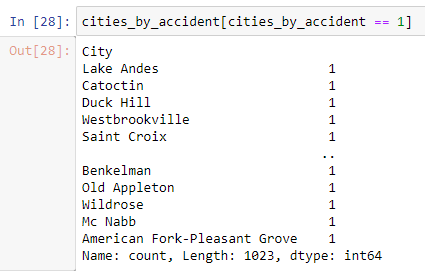 In [28]: cities_by_accident[cities_by_accident == 1]
Out[28]: City
Lake Andes 1
Catoctin 1
Duck Hill 1
Westbrookville 1
Saint Croix 1
..
Benkelman 1
Old Appleton 1
Wildrose 1
Mc Nabb 1
American Fork-Pleasant Grove 1
Name: count, Length: 1023, dtype: int64